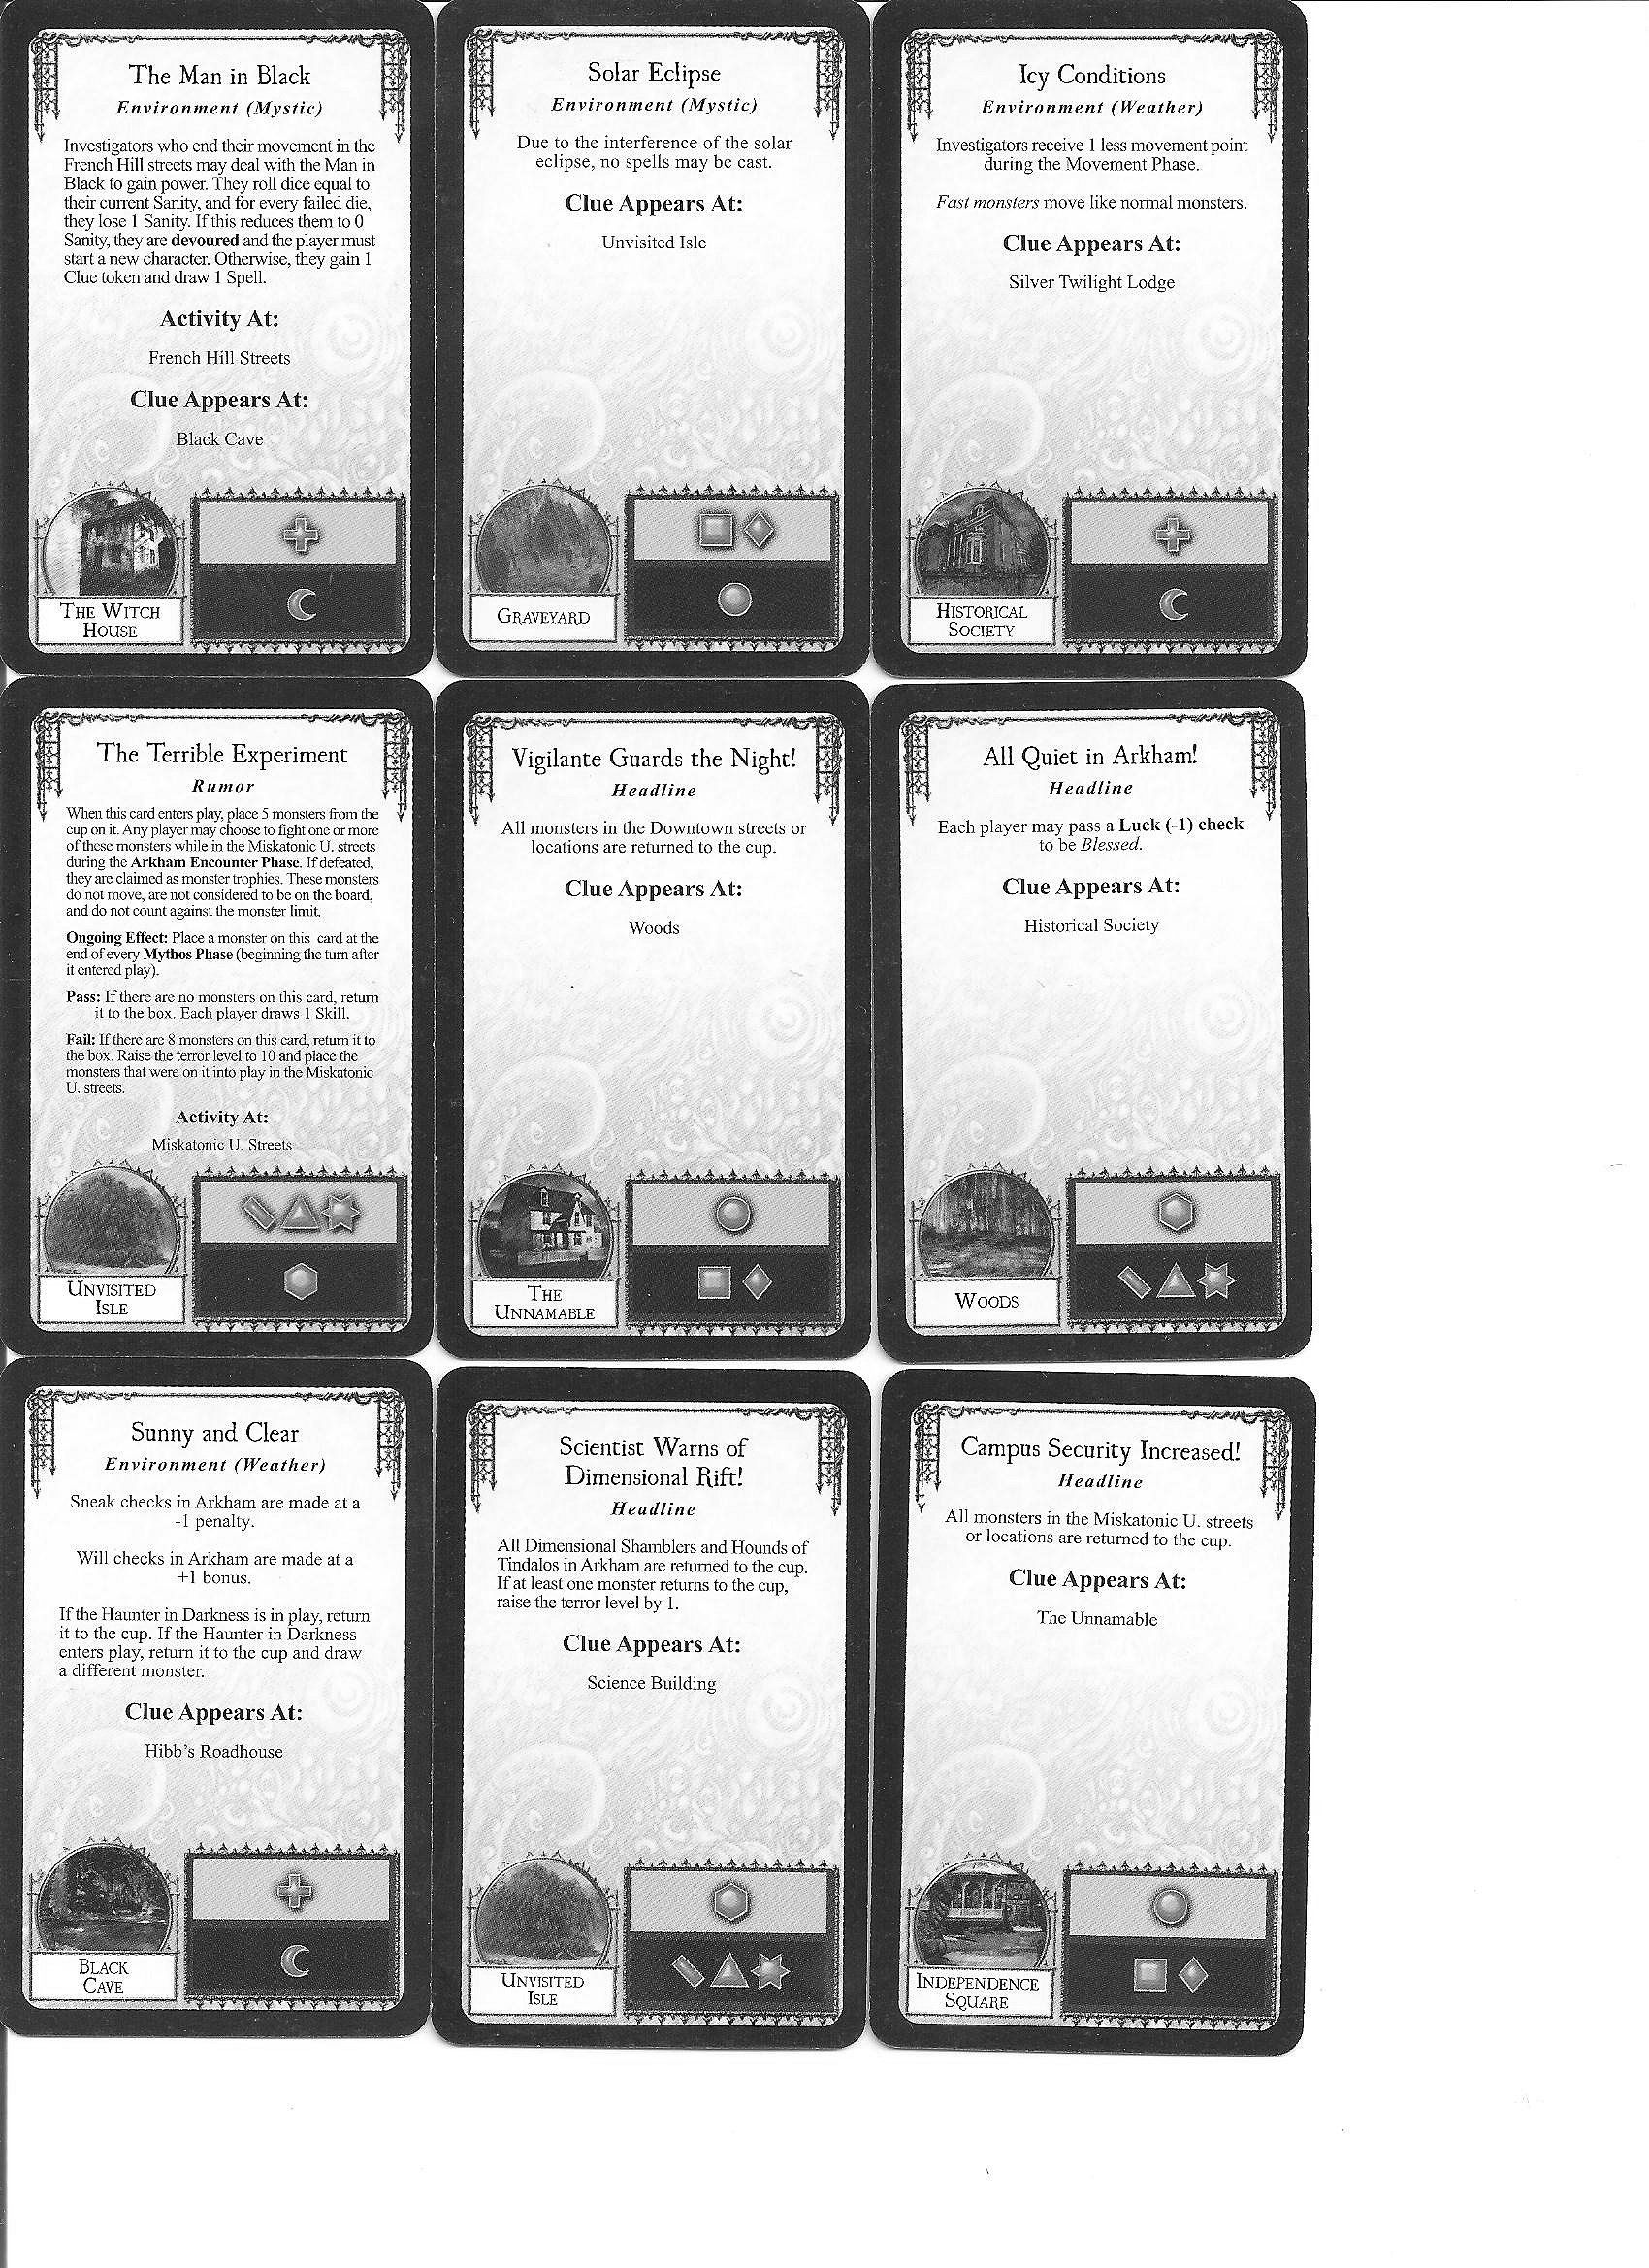 The Man in Black
Environment (Mystic)
Investigators who end their movement in the
French Hill streets may deal with the Man in
Black to gain power. They roll dice equal to
their current Sanity, and for every failed die,
they lose 1 Sanity. If this reduces them to 0
Sanity, they are devoured and the player must
start a new character. Otherwise, they gain 1
Clue token and draw 1 Spell.
Activity At:
French Hill Streets
Clue Appears At:
Black Cave
THE WITCH
HOUSE
Solar Eclipse
Environment (Mystic)
Due to the interference of the solar
eclipse, no spells may be cast.
Clue Appears At:
Unvisited Isle
GRAVEYARD
Icy Conditions
Environment (Weather)
Investigators receive 1 less movement point
during the Movement Phase.
Fast monsters move like normal monsters.
Clue Appears At:
Silver Twilight Lodge
HISTORICAL
SOCIETY
The Terrible Experiment
Rumor
When this card enters play, place 5 monsters from the
cup on it. Any player may choose to fight one or more
of these monsters while in the Miskatonic U. streets
during the Arkham Encounter Phase. If defeated,
they are claimed as monster trophies. These monsters
do not move, are not considered to be on the board,
and do not count against the monster limit.
Ongoing Effect: Place a monster on this card at the
end of every Mythos Phase (beginning the turn after
it entered play).
Pass: If there are no monsters on this card, return
it to the box. Each player draws 1 Skill.
Fail: If there are 8 monsters on this card, return it to
the box. Raise the terror level to 10 and place the
monsters that were on it into play in the Miskatonic
U. streets.
Activity At:
Miskatonic U. Streets
UNVISITED
ISLE
Vigilante Guards the Night!
Headline
All monsters in the Downtown streets or
locations are returned to the cup.
Clue Appears At:
Woods
THE
UNNAMABLE
All Quiet in Arkham!
Headline
Each player may pass a Luck (-1) check
to be Blessed.
Clue Appears At:
Historical Society
WOODS
Sunny and Clear
Environment (Weather)
Sneak checks in Arkham are made at a
-1 penalty.
Will checks in Arkham are made at a
+1 bonus.
If the Haunter in Darkness is in play, return
it to the cup. If the Haunter in Darkness
enters play, return it to the cup and draw
a different monster.
Clue Appears At:
Hibb's Roadhouse
BLACK
CAVE
Scientist Warns of
Dimensional Rift!
Headline
All Dimensional Shamblers and Hounds of
Tindalos in Arkham are returned to the cup.
If at least one monster returns to the cup,
raise the terror level by 1.
Clue Appears At:
Science Building
UNVISITED
ISLE
Campus Security Increased!
Headline
All monsters in the Miskatonic U. streets
or locations are returned to the cup.
Clue Appears At:
The Unnamable
INDEPENDENCE
SQUARE